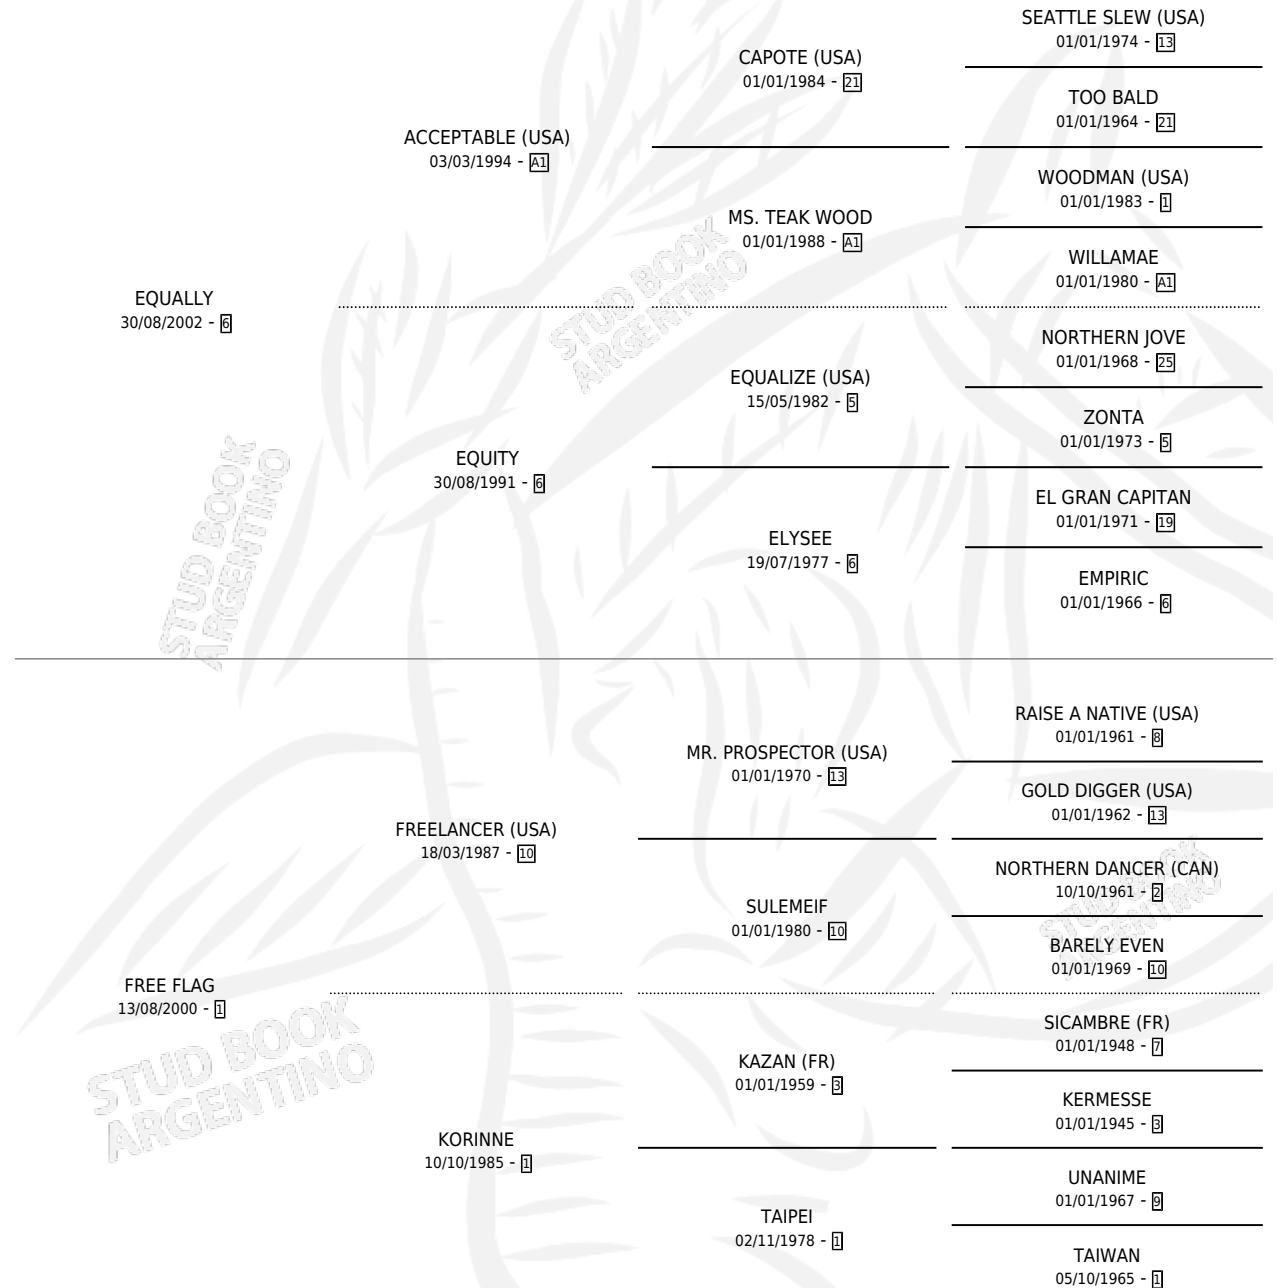 SEATTLE SLEW (USA)
01/01/1974 - 13
CAPOTE (USA)
01/01/1984 - 21
TOO BALD
01/01/1964 - 21
ACCEPTABLE (USA)
03/03/1994 - A1
WOODMAN (USA)
01/01/1983 - 1
MS. TEAK WOOD
01/01/1988 - A1
WILLAMAE
01/01/1980 - A1
EQUALLY
30/08/2002 - 6
STUD BOOK
ARGENTINO
NORTHERN JOVE
01/01/1968 - 25
EQUALIZE (USA)
15/05/1982 - 5
ZONTA
01/01/1973 - 5
EQUITY
30/08/1991 - 6
EL GRAN CAPITAN
01/01/1971 - 19
ELYSEE
19/07/1977 - 6
EMPIRIC
01/01/1966 - 6
STUD BOOK
ARGENTINO
RAISE A NATIVE (USA)
01/01/1961 - 8
MR. PROSPECTOR (USA)
01/01/1970 - 13
GOLD DIGGER (USA)
01/01/1962 - 13
FREELANCER (USA)
18/03/1987 - 10
NORTHERN DANCER (CAN)
10/10/1961 - 2
STUD BOOK
ARGENTINO
SULEMEIF
01/01/1980 - 10
BARELY EVEN
01/01/1969 - 10
FREE FLAG
13/08/2000 - 1
STUD BOOK
ARGENTINO
SICAMBRE (FR)
01/01/1948 - 7
KAZAN (FR)
01/01/1959 - 3
KERMESSE
01/01/1945 - 3
KORINNE
10/10/1985 - 1
UNANIME
01/01/1967 - 9
TAIPEI
02/11/1978 - 1
TAIWAN
05/10/1965 - 1